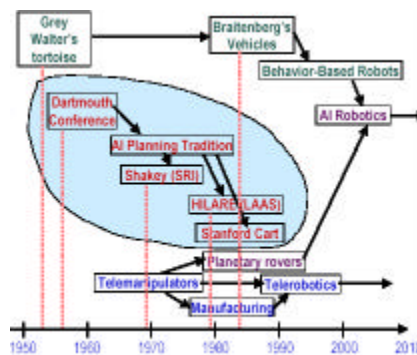 Grey
Walter's
tortoise
Braitenberg's
Vehicles
Behavior-Based Robots
Dartmouth
Conference
AI Robotics
AI Planning Tradition
Shakey (SRI)
HILARE (LAAS)
Stanford Cart
Planetary rovers
Telemanipulators
Telerobotics
Manufacturing
1950 1960 1970 1980 1990 2000 201